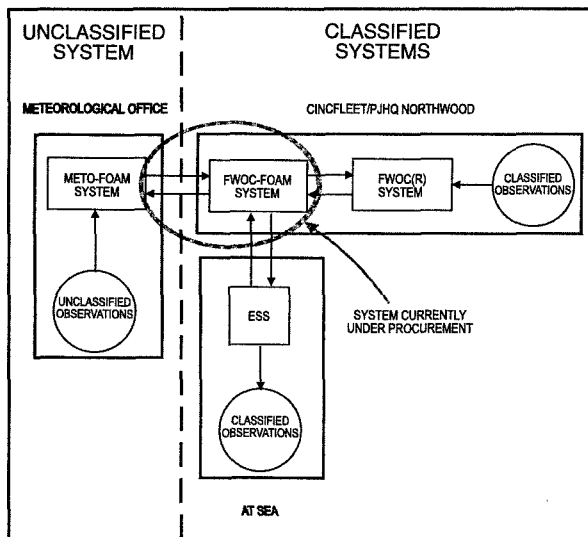 UNCLASSIFIED
SYSTEM
CLASSIFIED
SYSTEMS
METEOROLOGICAL OFFICE
CINCFLEET/PJHQ NORTHWOOD
METO-FOAM
SYSTEM
FWOC-FOAM
SYSTEM
FWOC(R)
SYSTEM
CLASSIFIED
OBSERVATIONS
UNCLASSIFIED
OBSERVATIONS
ESS
SYSTEM CURRENTLY
UNDER PROCUREMENT
CLASSIFIED
OBSERVATIONS
AT SEA